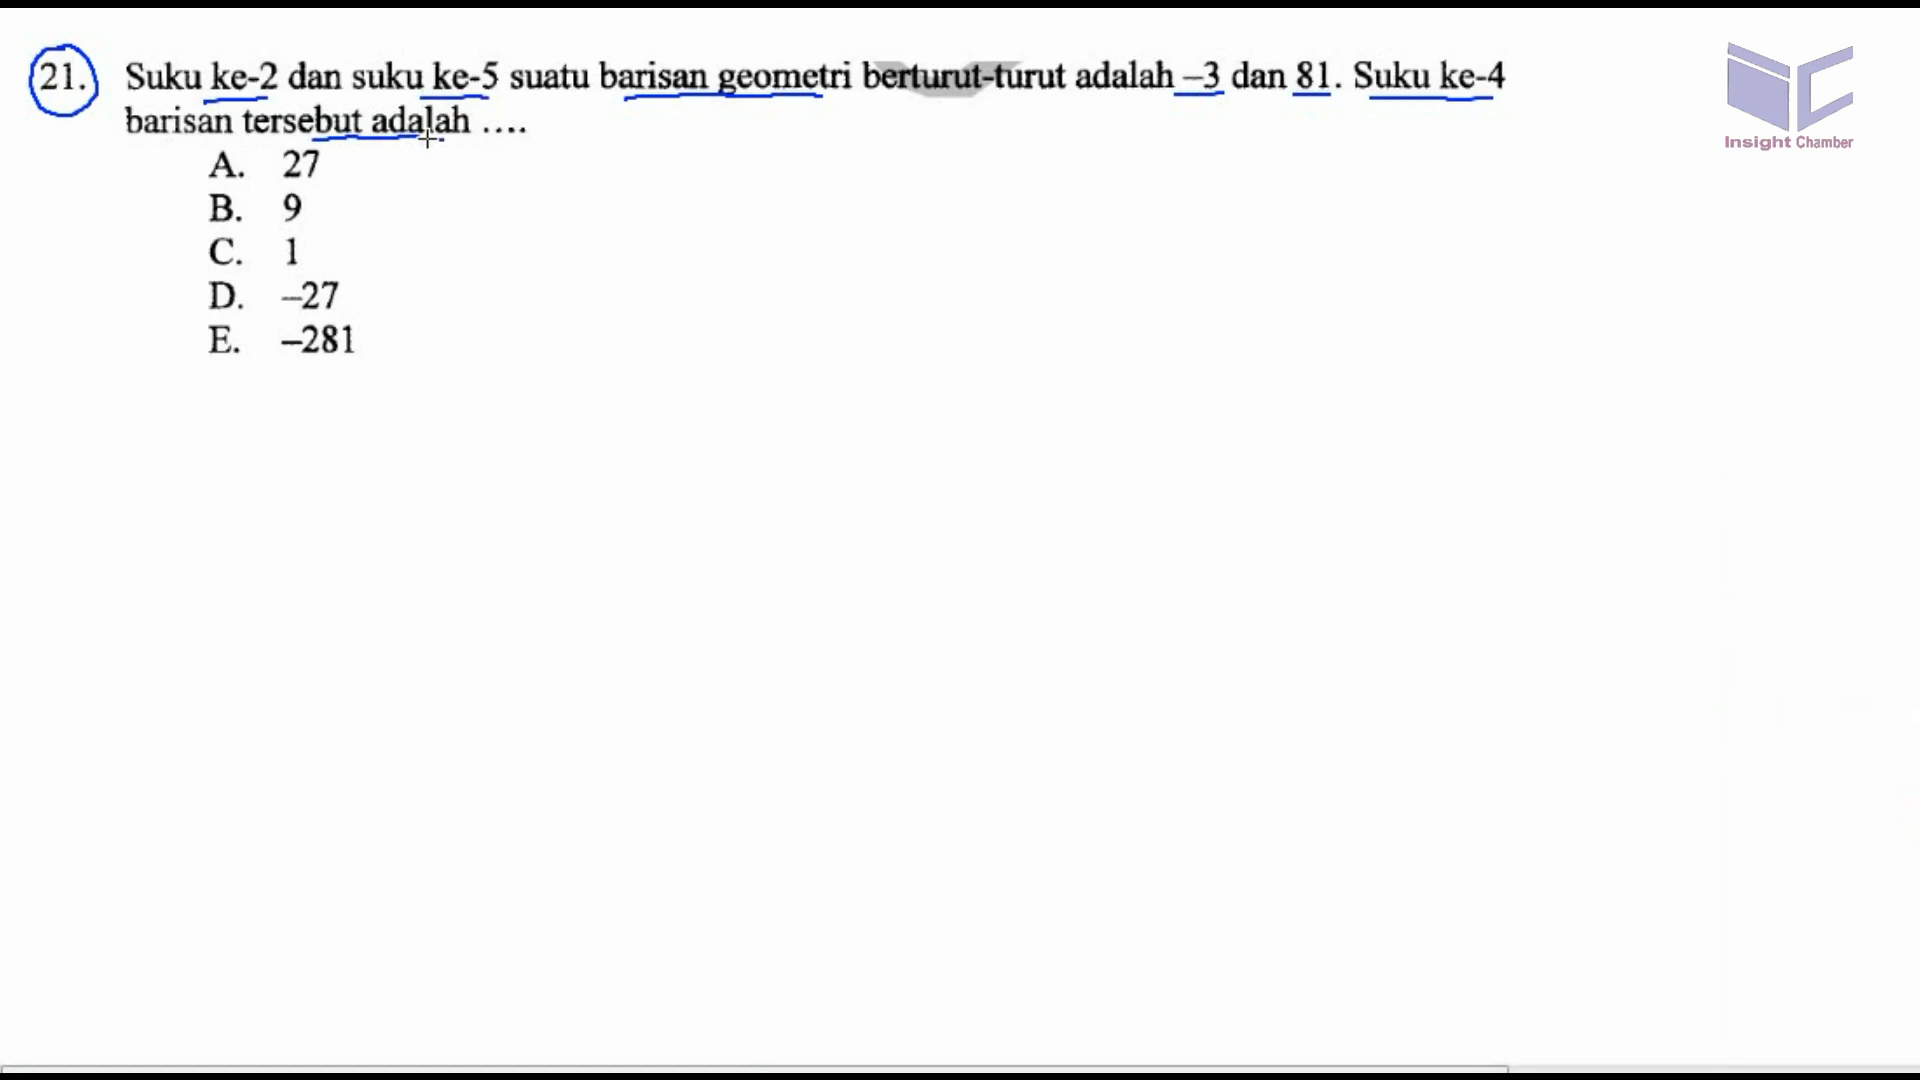 21. Suku ke-2 dan suku ke-5 suatu barisan geometri berturut-turut adalah –3 dan 81. Suku ke-4
barisan tersebut adalah ....
A. 27
B. 9
C. 1
D. –27
E. –281
Insight Chamber